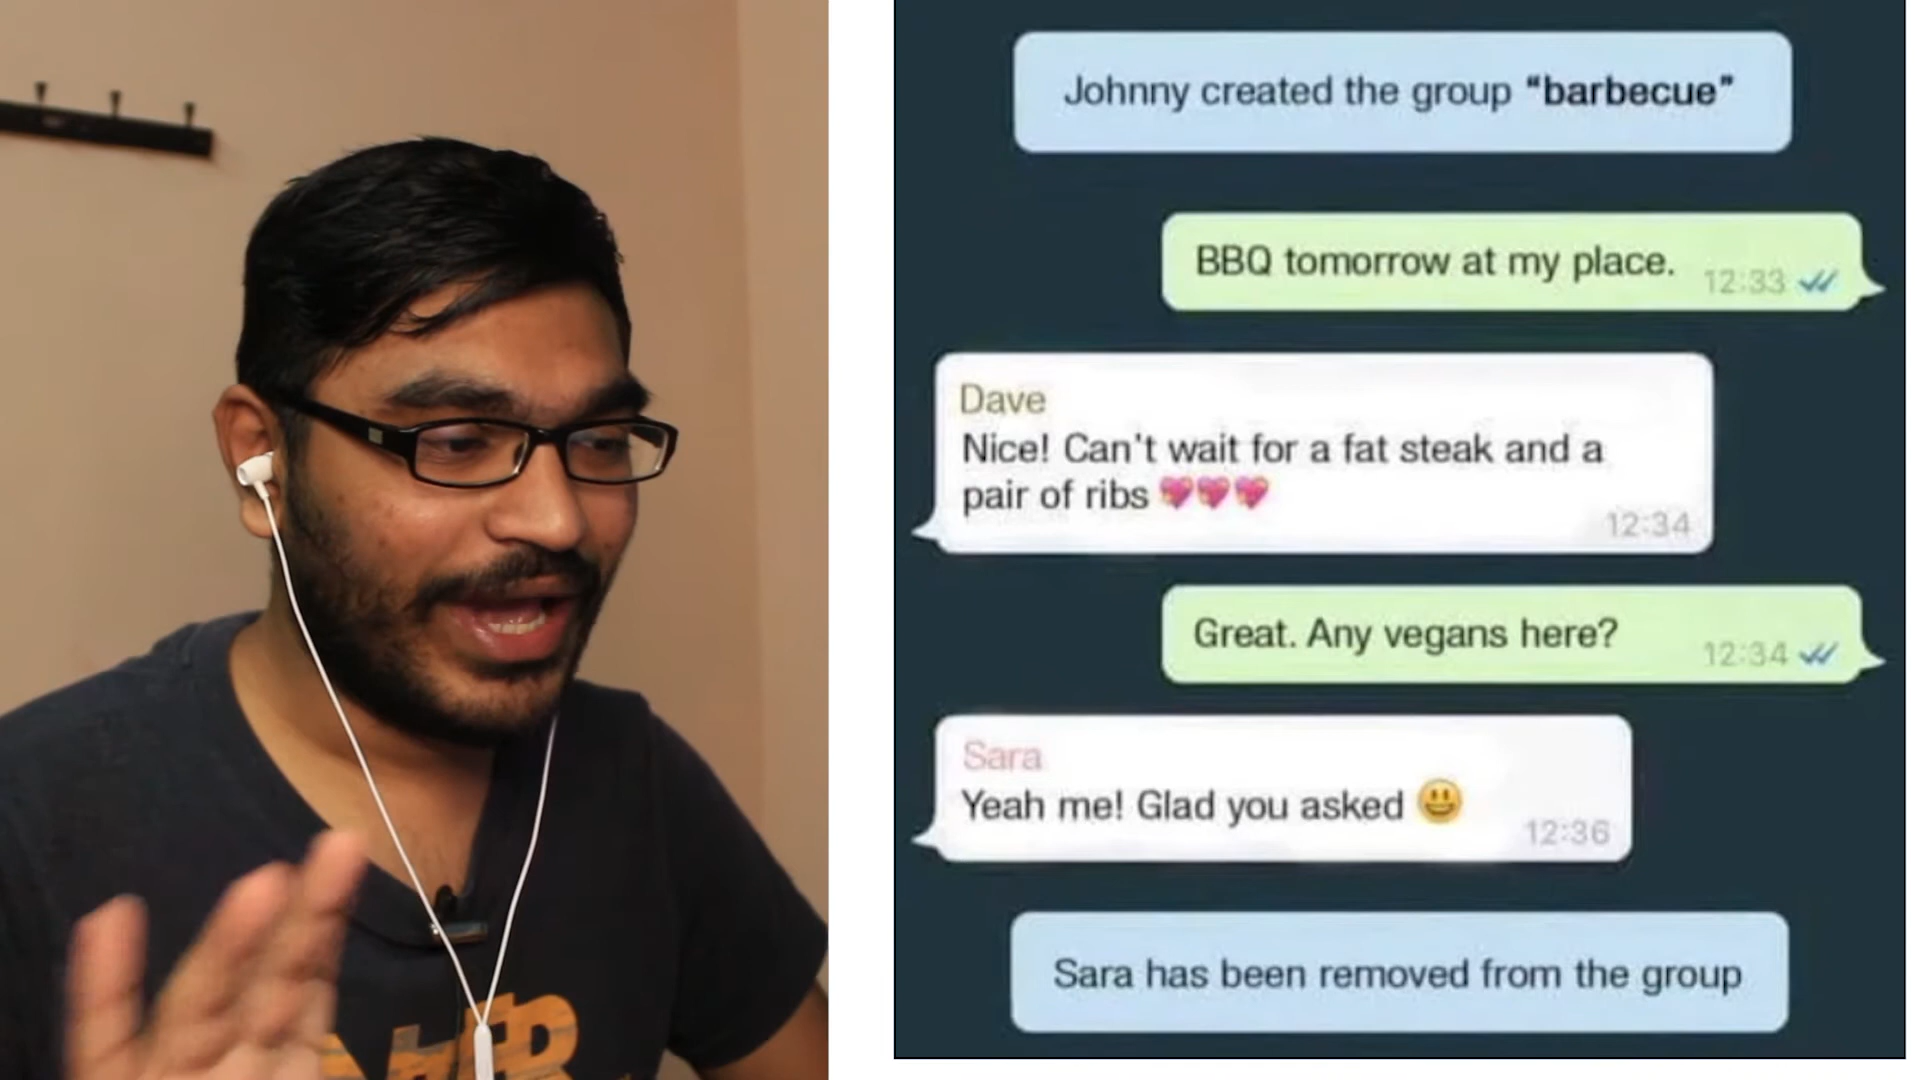 Johnny created the group “barbecue”
BBQ tomorrow at my place.
12:33
Dave
Nice! Can't wait for a fat steak and a
pair of ribs 💖💖💖
12:34
Great. Any vegans here?
12:34
Sara
Yeah me! Glad you asked 😃
12:36
Sara has been removed from the group